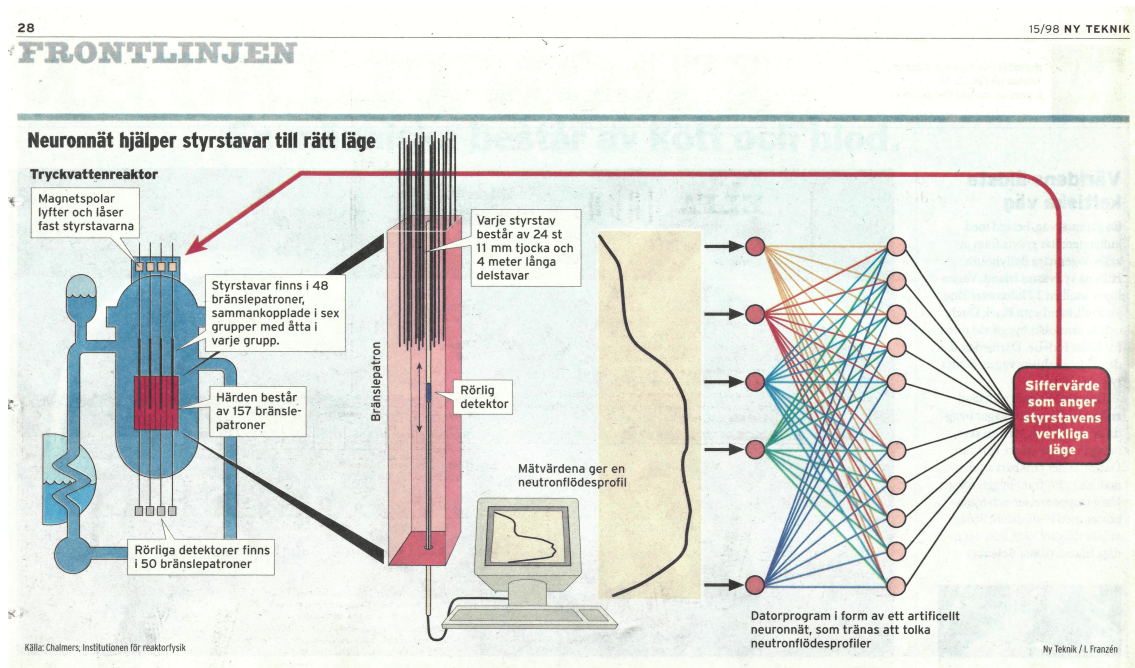 28
15/98 NY TEKNIK
FRONTLINJEN
Neuronnät hjälper styrstavar till rätt läge
Tryckvattenreaktor
Magnetspolar
lyfter och låser
fast styrstavarna
Styrstavar finns i 48
bränslepatroner,
sammankopplade i sex
grupper med åtta i
varje grupp.
Härden består
av 157 bränsle-
patroner
Rörliga detektorer finns
i 50 bränslepatroner
Bränslepatron
Varje styrstav
består av 24 st
11 mm tjocka och
4 meter långa
delstavar
Rörlig
detektor
Mätvärdena ger en
neutronflödesprofil
Siffervärde
som anger
styrstavens
verkliga
läge
Datorprogram i form av ett artificellt
neuronnät, som tränas att tolka
neutronflödesprofiler
Källa: Chalmers, Institutionen för reaktorfysik
Ny Teknik / I. Franzén